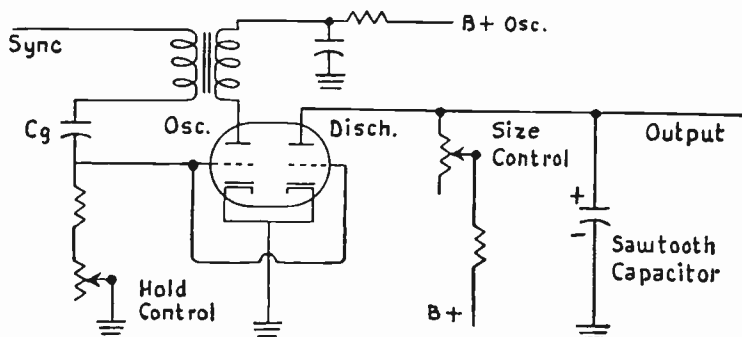 B+ Osc.
Sync
Cg
Osc.
Disch.
Size
Control
Output
+
-
Sawtooth
Capacitor
Hold
Control
B+